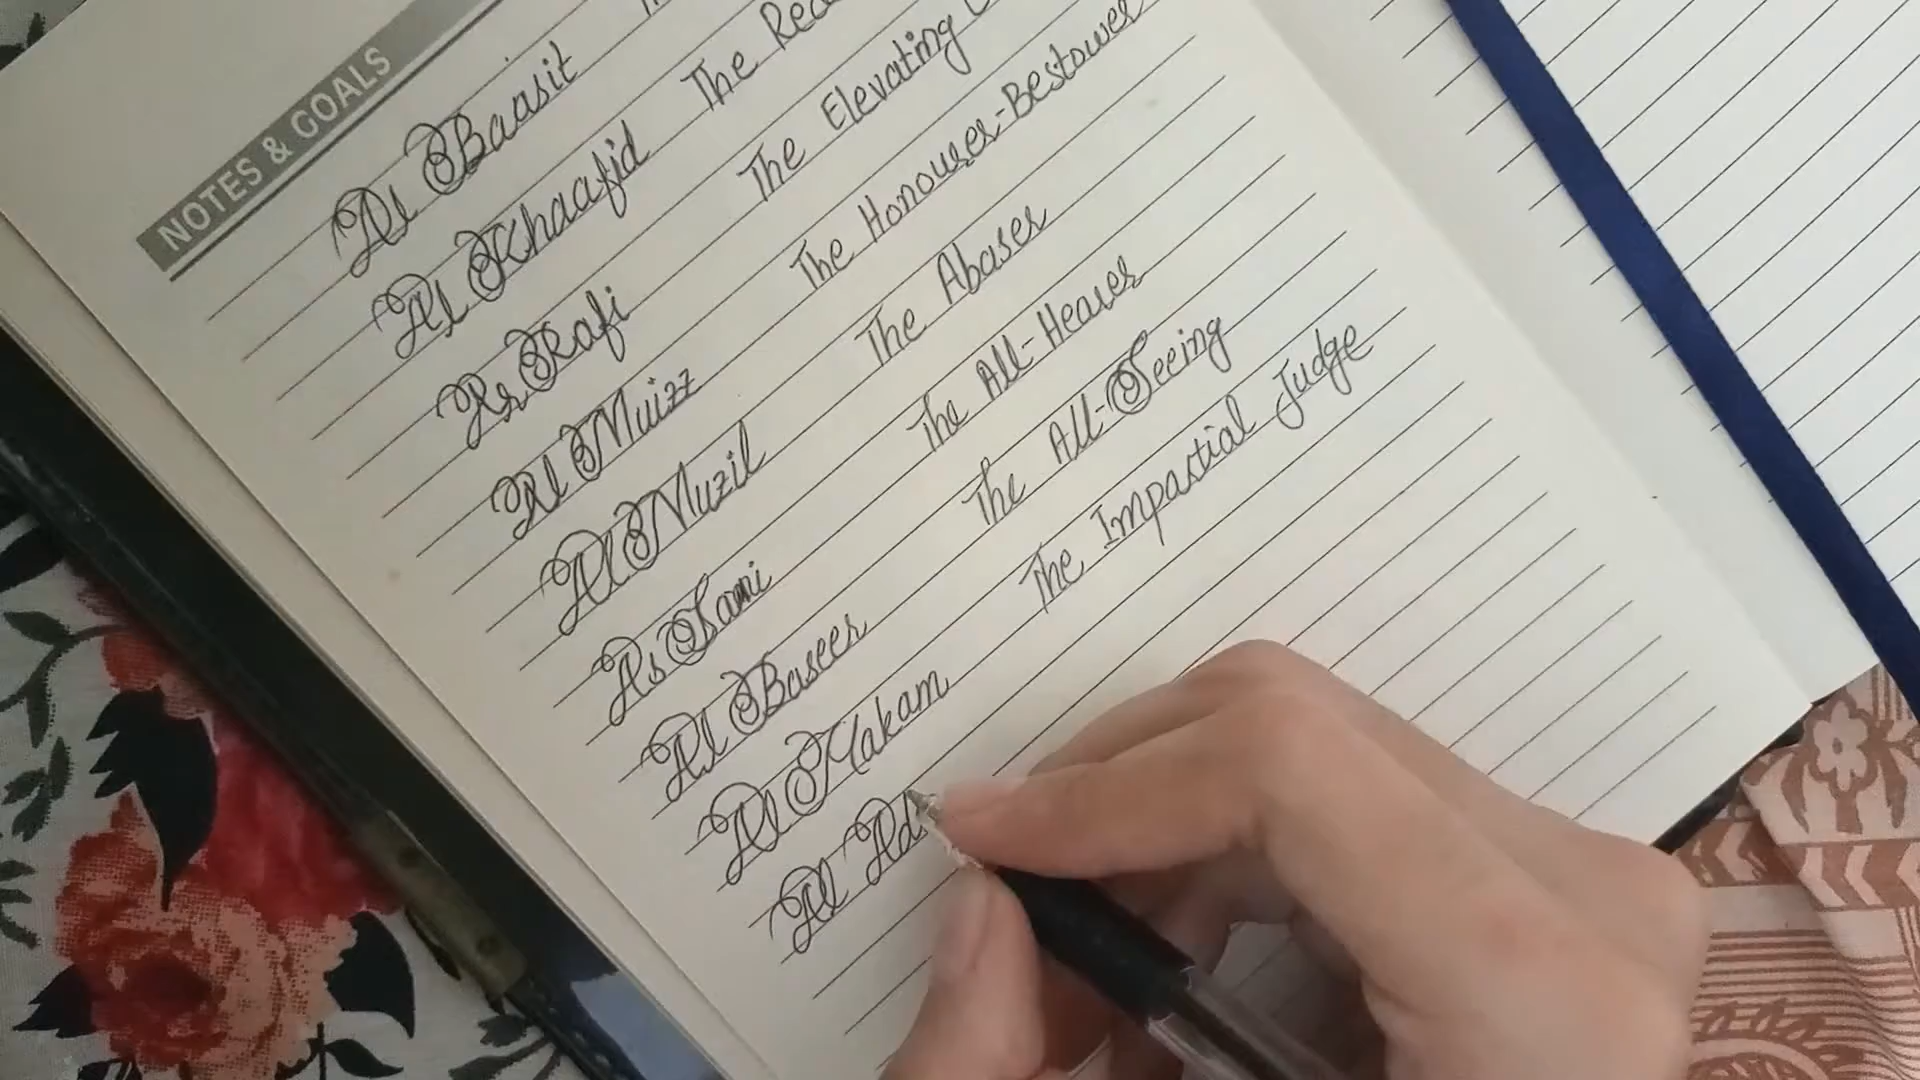 NOTES & GOALS
Al Baasit
Al Khaafid The
Ar Rafi The Elevating
Al Muizz The Honourer-Bestower
Al Muzil The Abaser
As Sami The All-Hearer
Al Baseer The All-Seeing
Al Hakam The Impartial Judge
Al Ad